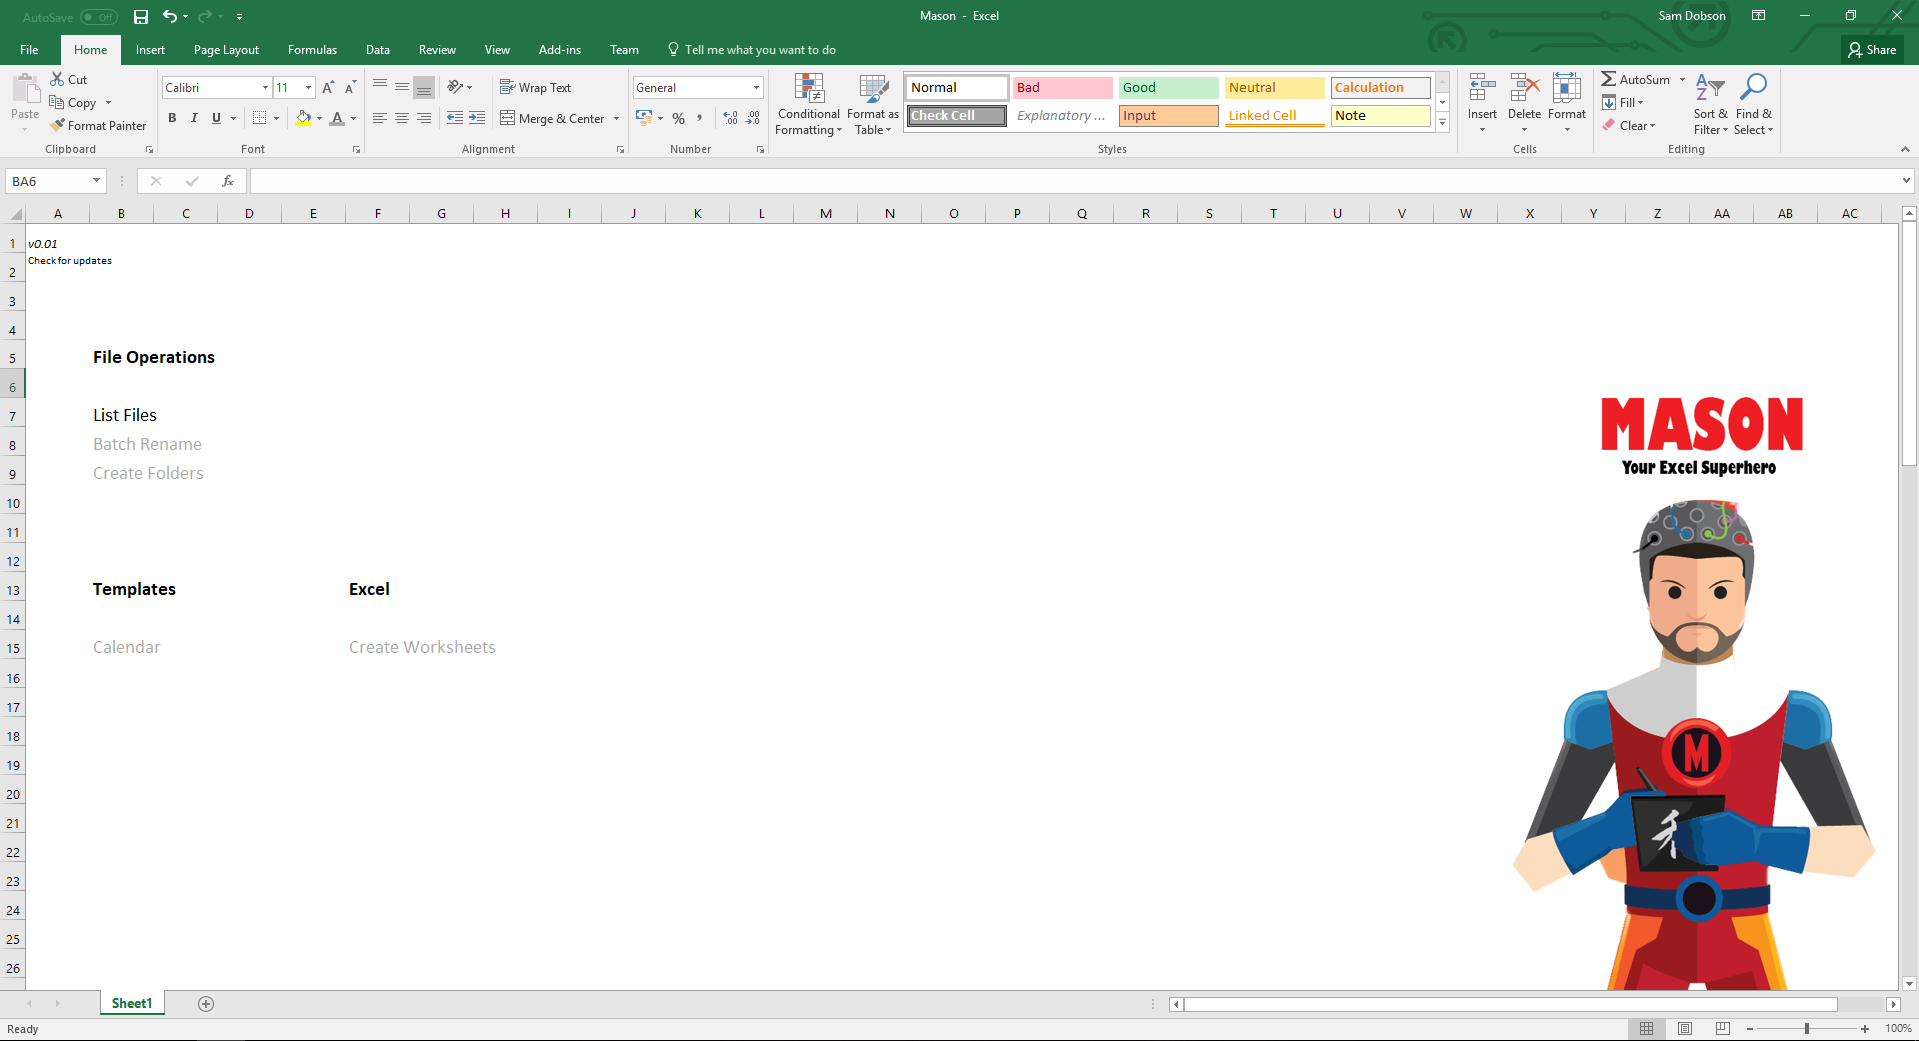 AutoSave Off
Mason - Excel
Sam Dobson
File Home Insert Page Layout Formulas Data Review View Add-ins Team Tell me what you want to do Share
Paste
Cut
Copy
Format Painter
Clipboard
Calibri 11
B I U
Font
Wrap Text
Merge & Center
Alignment
General
%
Number
Conditional Formatting
Format as Table
Normal Bad Good Neutral Calculation
Check Cell Explanatory ... Input Linked Cell Note
Styles
Insert Delete Format
Cells
AutoSum
Fill
Clear
Sort & Filter
Find & Select
Editing
BA6
fx
A B C D E F G H I J K L M N O P Q R S T U V W X Y Z AA AB AC
1 v0.01
Check for updates
2
3
4
5 File Operations
6
7 List Files
8 Batch Rename
9 Create Folders
10
11
12
13 Templates Excel
14
15 Calendar Create Worksheets
16
17
18
19
20
21
22
23
24
25
26
MASON
Your Excel Superhero
M
Sheet1
Ready
100%